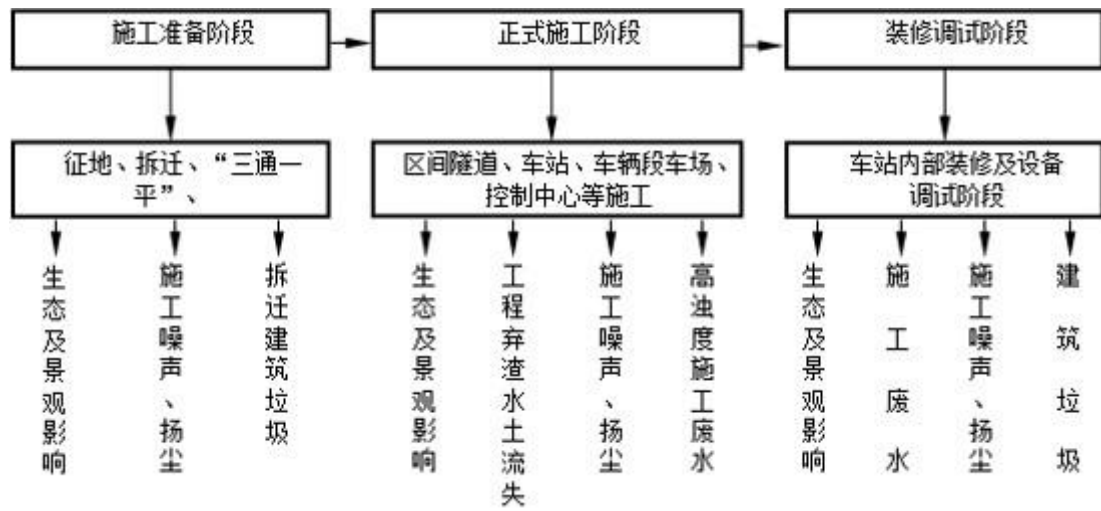 施工准备阶段
正式施工阶段
装修调试阶段
征地、拆迁、“三通一
平”、
区间隧道、车站、车辆段车场、
控制中心等施工
车站内部装修及设备
调试阶段
生态及景观影响
施工噪声、扬尘
拆迁建筑垃圾
生态及景观影响
工程弃渣水土流失
施工噪声、扬尘
高浊度施工废水
生态及景观影响
施工废水
施工噪声、扬尘
建筑垃圾